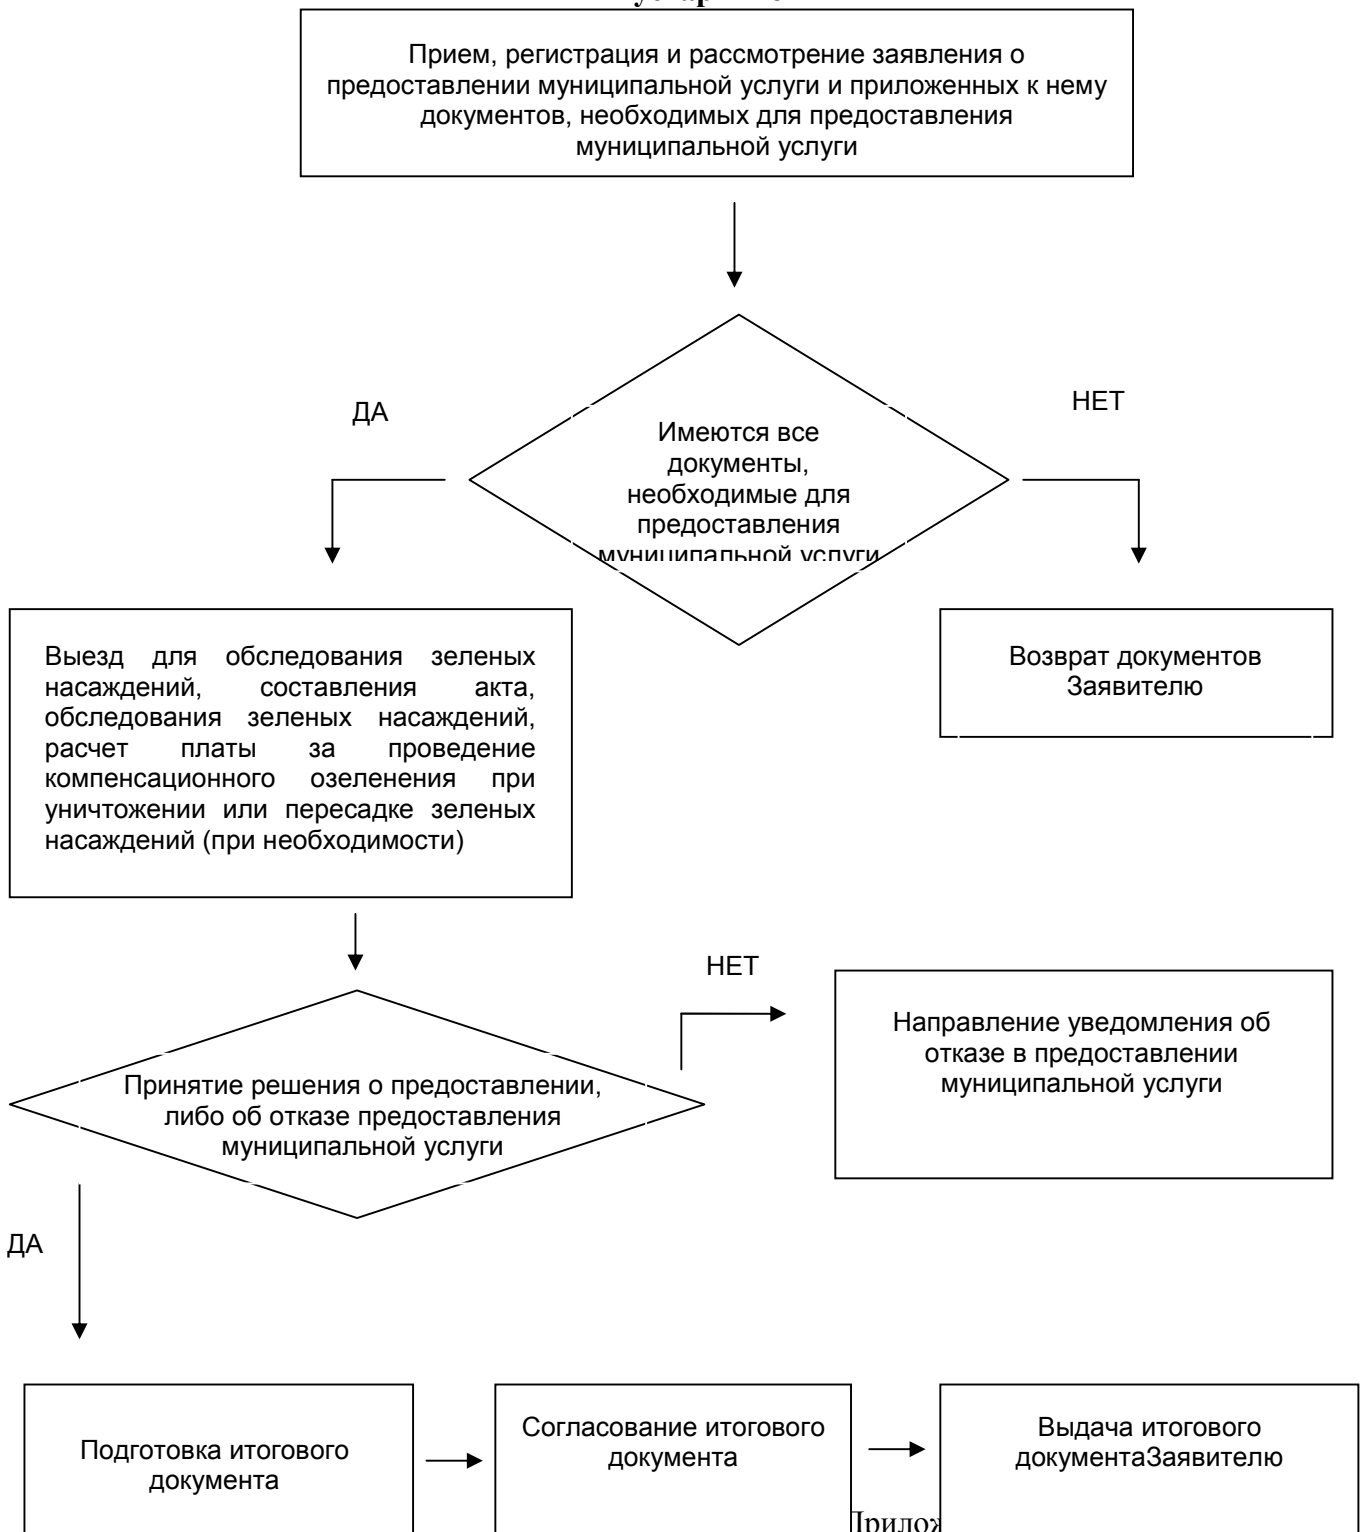 Прием, регистрация и рассмотрение заявления о
предоставлении муниципальной услуги и приложенных к нему
документов, необходимых для предоставления
муниципальной услуги
ДА
НЕТ
Имеются все
документы,
необходимые для
предоставления
муниципальной услуги
Выезд для обследования зеленых
насаждений, составления акта,
обследования зеленых насаждений,
расчет платы за проведение
компенсационного озеленения при
уничтожении или пересадке зеленых
насаждений (при необходимости)
Возврат документов
Заявителю
НЕТ
Направление уведомления об
отказе в предоставлении
муниципальной услуги
Принятие решения о предоставлении,
либо об отказе предоставления
муниципальной услуги
ДА
Подготовка итогового
документа
Согласование итогового
документа
Выдача итогового
документаЗаявителю